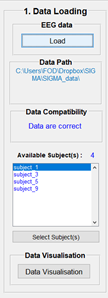 1. Data Loading
EEG data
Load
Data Path
C:\Users\FOD\Dropbox\SIG
MA\SIGMA_data\
Data Compatibility
Data are correct
Available Subject(s) : 4
subject_1
subject_3
subject_5
subject_9
Select Subject(s)
Data Visualisation
Data Visualisation